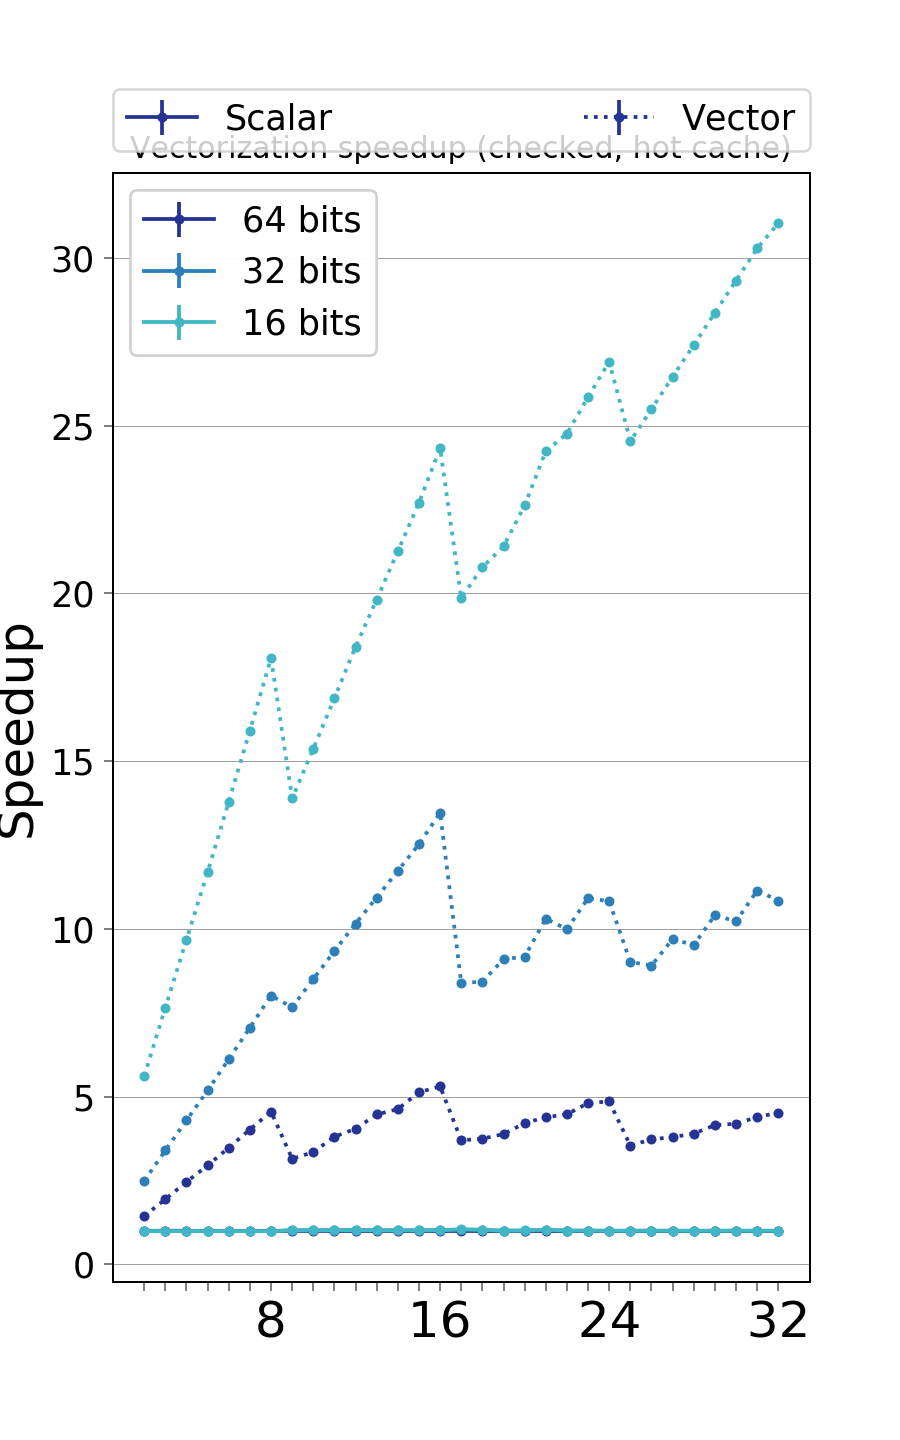 Scalar Vector
Vectorization speedup (checked, hot cache)
64 bits
32 bits
16 bits
30
25
20
15
10
5
0
Speedup
8 16 24 32